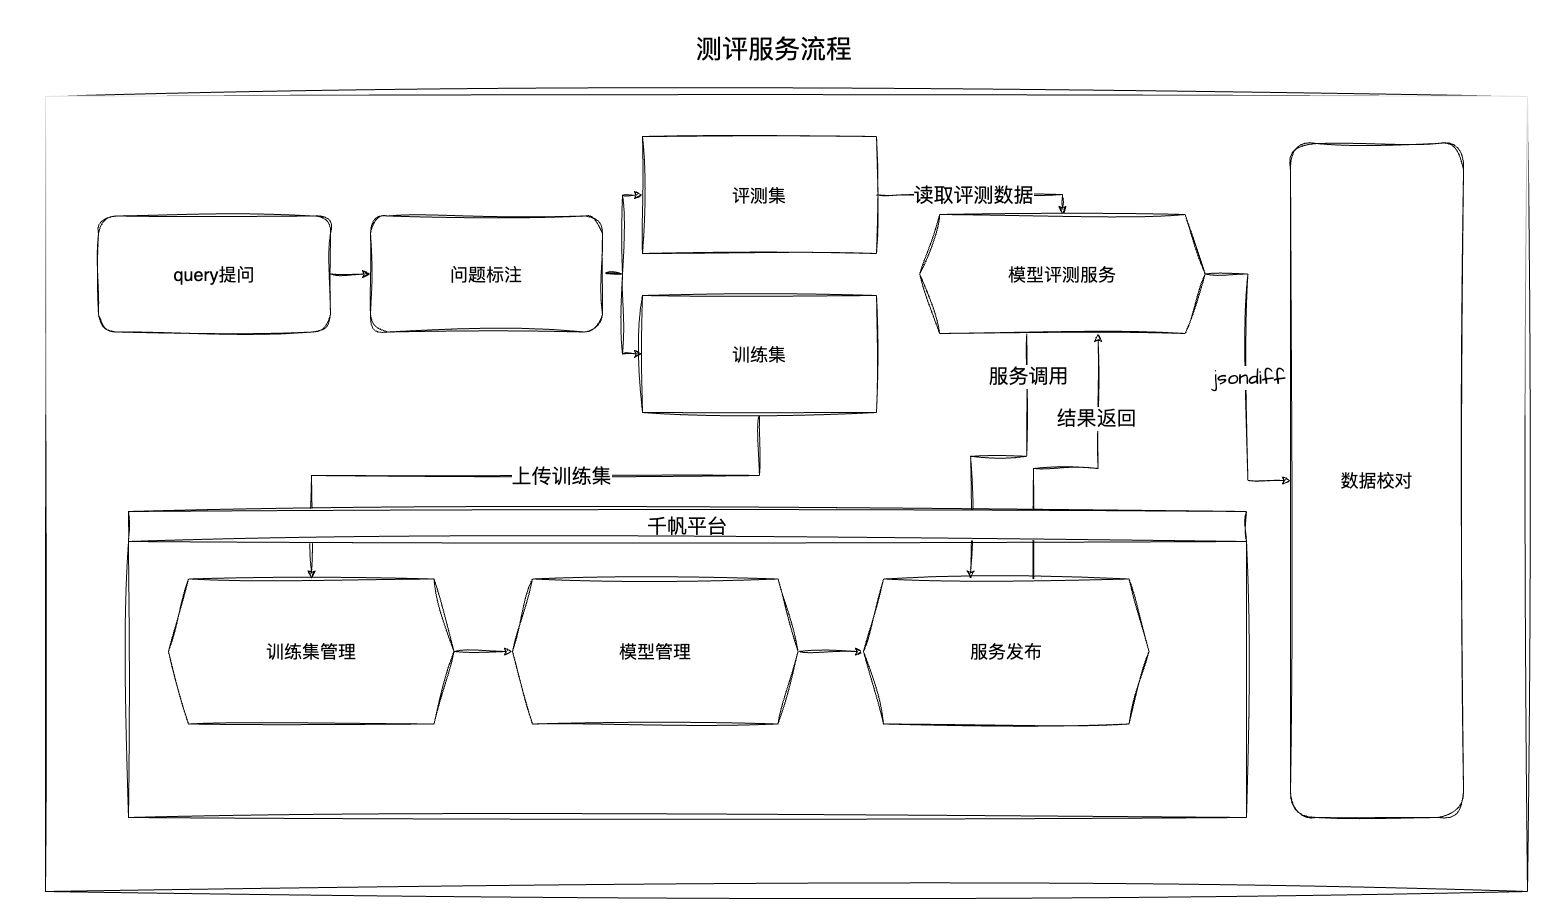 测评服务流程
评测集
读取评测数据
query提问
问题标注
模型评测服务
训练集
服务调用
jsondiff
结果返回
上传训练集
数据校对
千帆平台
训练集管理
模型管理
服务发布